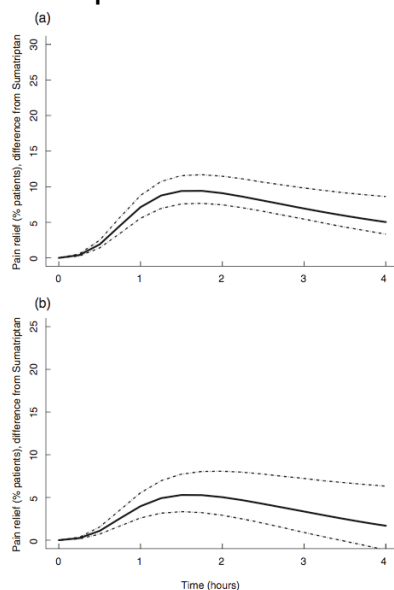 (a)
Pain relief (% patients), difference from Sumatriptan
30
25
20
15
10
5
0
0 1 2 3 4
(b)
Pain relief (% patients), difference from Sumatriptan
25
20
15
10
5
0
0 1 2 3 4
Time (hours)